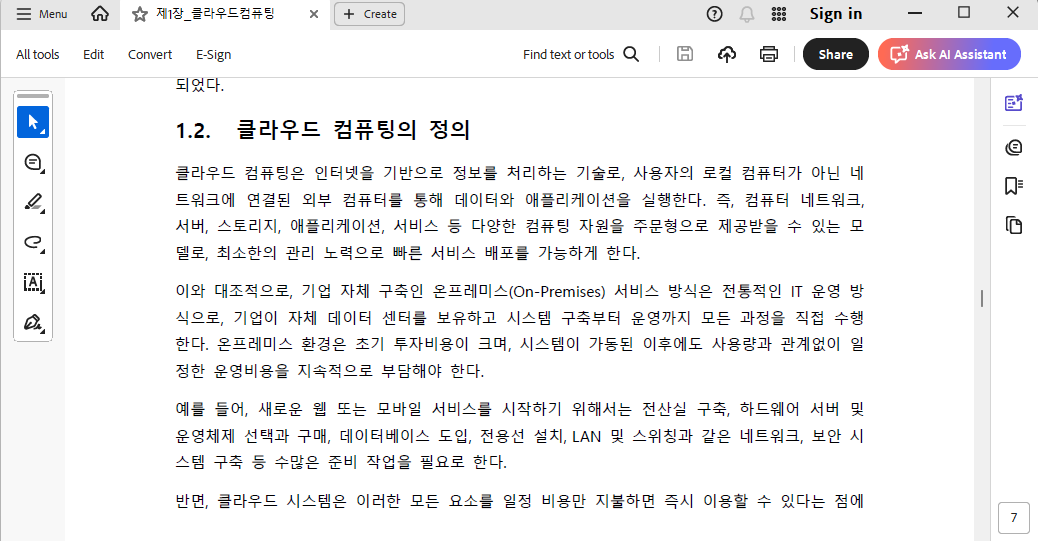 Menu
제1장_클라우드컴퓨팅
Create
Sign in
All tools
Edit
Convert
E-Sign
Find text or tools
Share
Ask AI Assistant
되었다.
1.2. 클라우드 컴퓨팅의 정의
클라우드 컴퓨팅은 인터넷을 기반으로 정보를 처리하는 기술로, 사용자의 로컬 컴퓨터가 아닌 네
트워크에 연결된 외부 컴퓨터를 통해 데이터와 애플리케이션을 실행한다. 즉, 컴퓨터 네트워크,
서버, 스토리지, 애플리케이션, 서비스 등 다양한 컴퓨팅 자원을 주문형으로 제공받을 수 있는 모
델로, 최소한의 관리 노력으로 빠른 서비스 배포를 가능하게 한다.
이와 대조적으로, 기업 자체 구축인 온프레미스(On-Premises) 서비스 방식은 전통적인 IT 운영 방
식으로, 기업이 자체 데이터 센터를 보유하고 시스템 구축부터 운영까지 모든 과정을 직접 수행
한다. 온프레미스 환경은 초기 투자비용이 크며, 시스템이 가동된 이후에도 사용량과 관계없이 일
정한 운영비용을 지속적으로 부담해야 한다.
예를 들어, 새로운 웹 또는 모바일 서비스를 시작하기 위해서는 전산실 구축, 하드웨어 서버 및
운영체제 선택과 구매, 데이터베이스 도입, 전용선 설치, LAN 및 스위칭과 같은 네트워크, 보안 시
스템 구축 등 수많은 준비 작업을 필요로 한다.
반면, 클라우드 시스템은 이러한 모든 요소를 일정 비용만 지불하면 즉시 이용할 수 있다는 점에
7